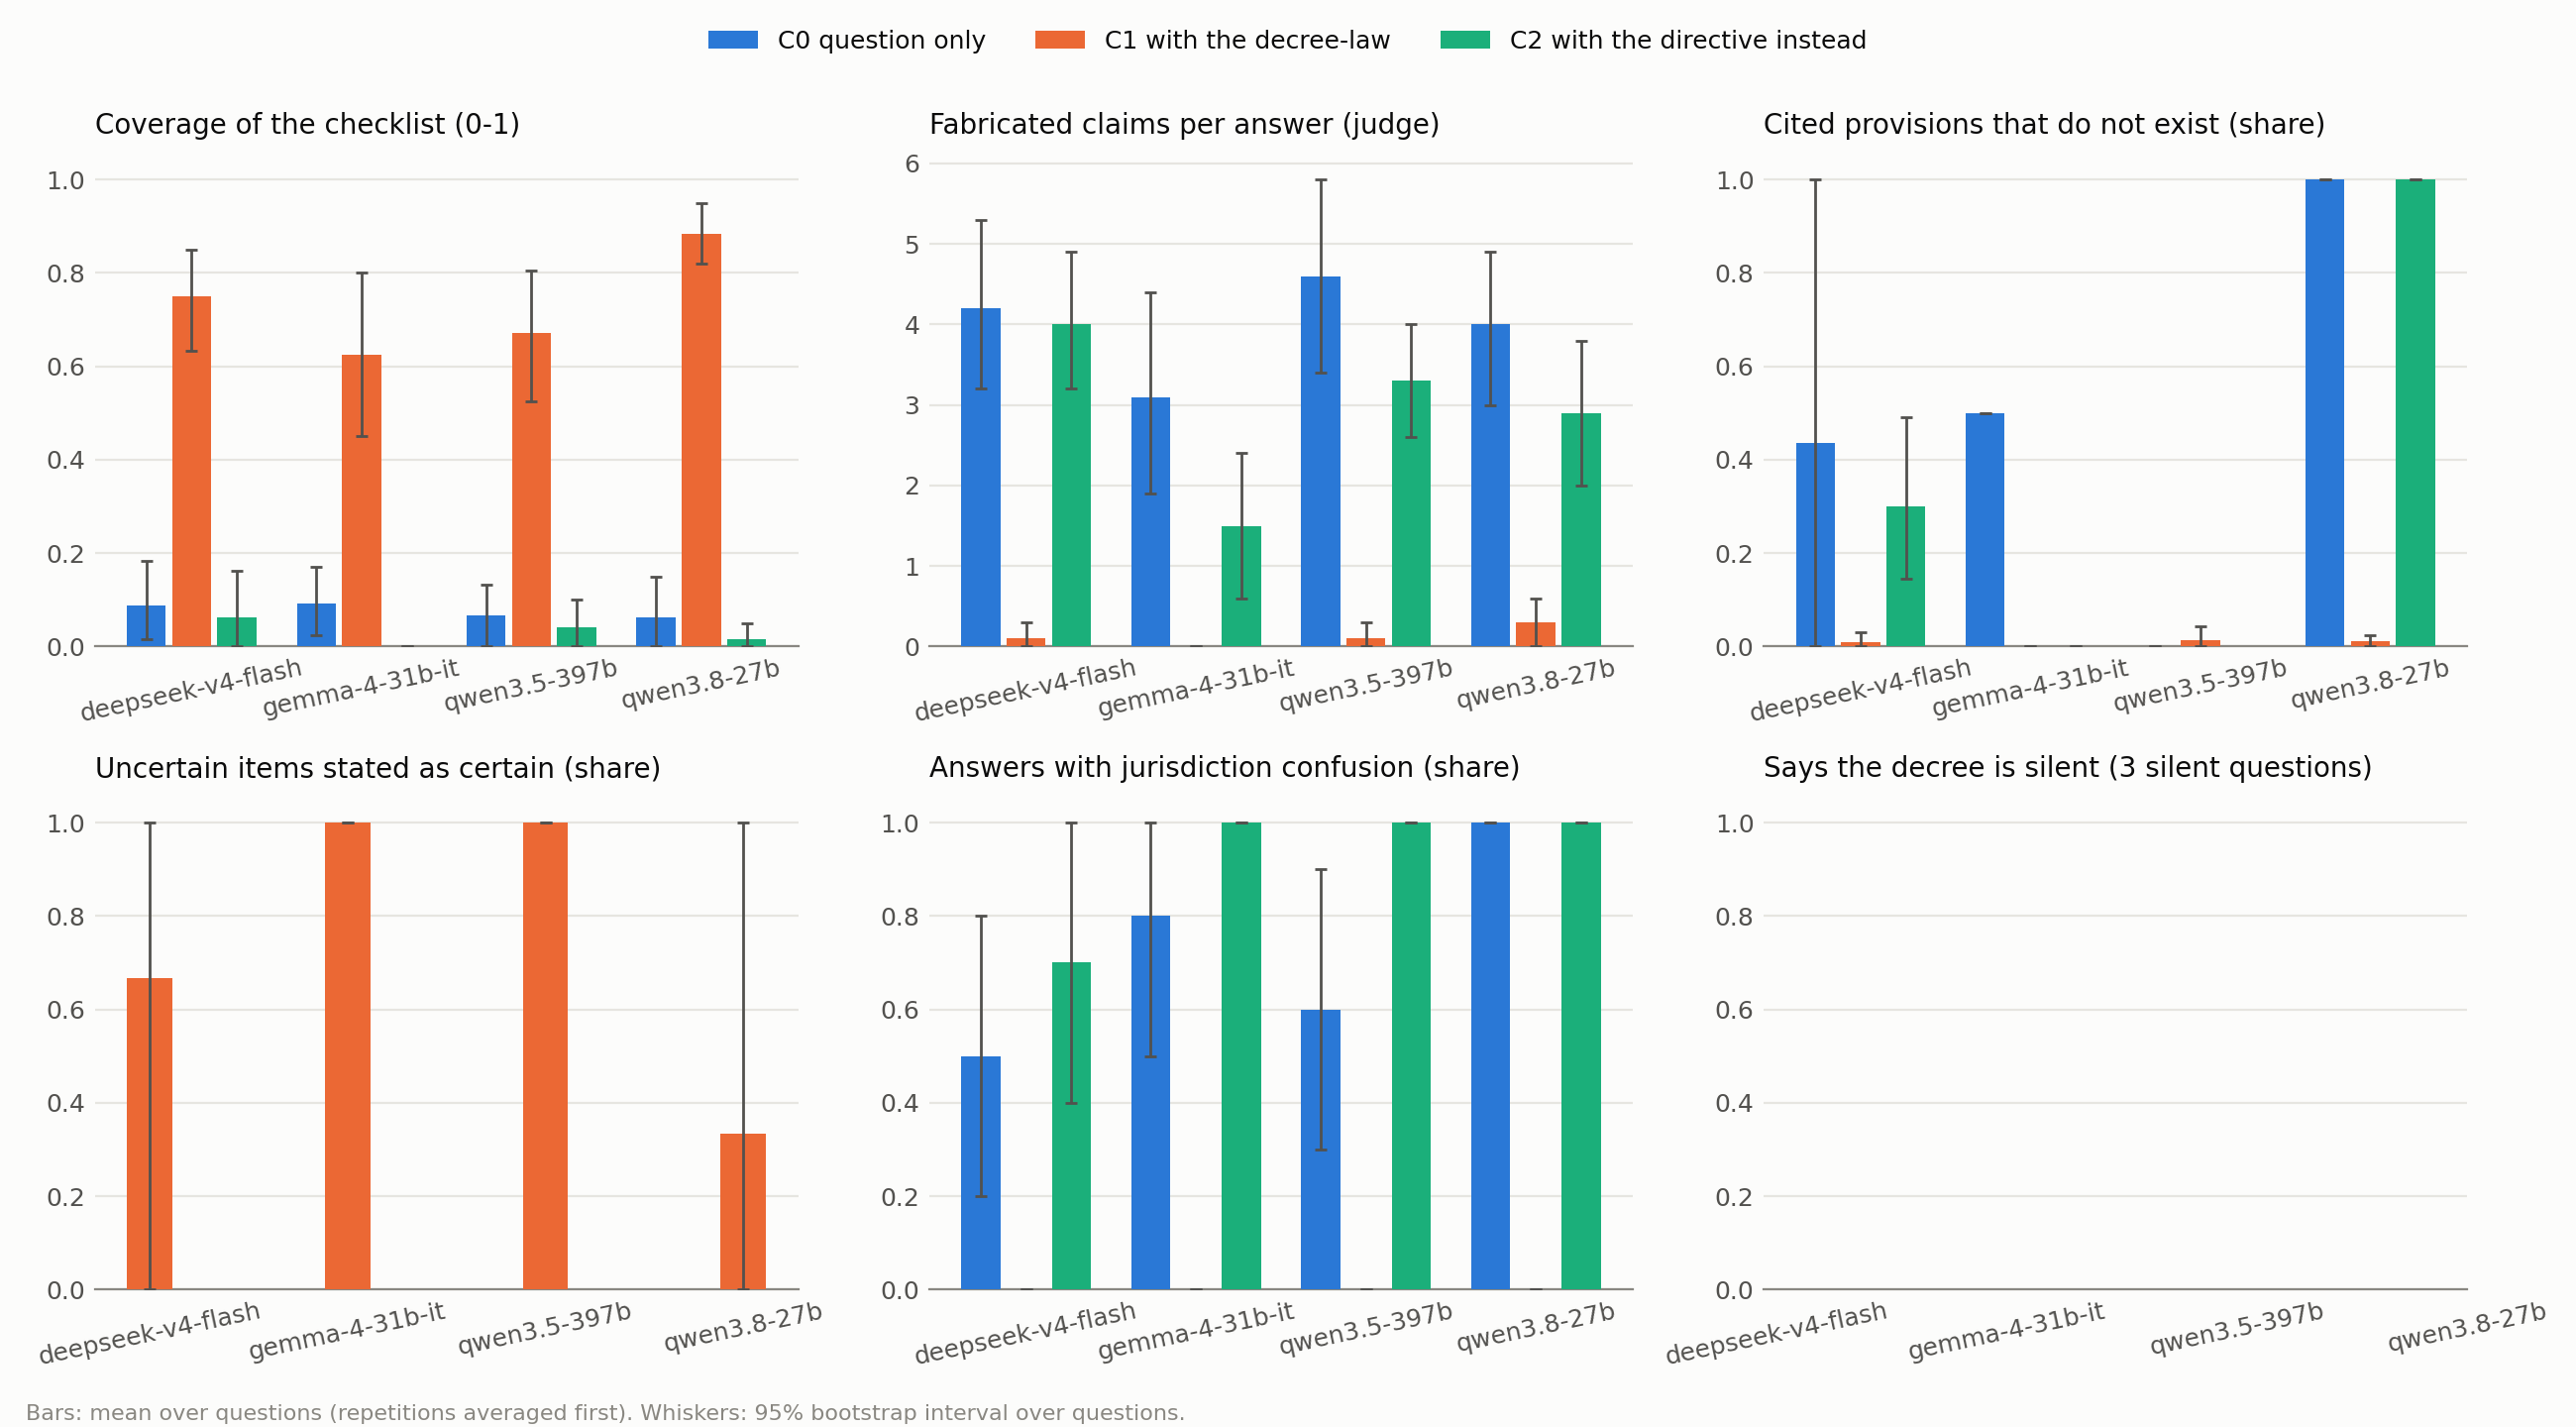 C0 question only C1 with the decree-law C2 with the directive instead
Coverage of the checklist (0-1)
1.0
0.8
0.6
0.4
0.2
0.0
deepseek-v4-flash gemma-4-31b-it qwen3.5-397b qwen3.8-27b
Fabricated claims per answer (judge)
6
5
4
3
2
1
0
deepseek-v4-flash gemma-4-31b-it qwen3.5-397b qwen3.8-27b
Cited provisions that do not exist (share)
1.0
0.8
0.6
0.4
0.2
0.0
deepseek-v4-flash gemma-4-31b-it qwen3.5-397b qwen3.8-27b
Uncertain items stated as certain (share)
1.0
0.8
0.6
0.4
0.2
0.0
deepseek-v4-flash gemma-4-31b-it qwen3.5-397b qwen3.8-27b
Answers with jurisdiction confusion (share)
1.0
0.8
0.6
0.4
0.2
0.0
deepseek-v4-flash gemma-4-31b-it qwen3.5-397b qwen3.8-27b
Says the decree is silent (3 silent questions)
1.0
0.8
0.6
0.4
0.2
0.0
deepseek-v4-flash gemma-4-31b-it qwen3.5-397b qwen3.8-27b
Bars: mean over questions (repetitions averaged first). Whiskers: 95% bootstrap interval over questions.